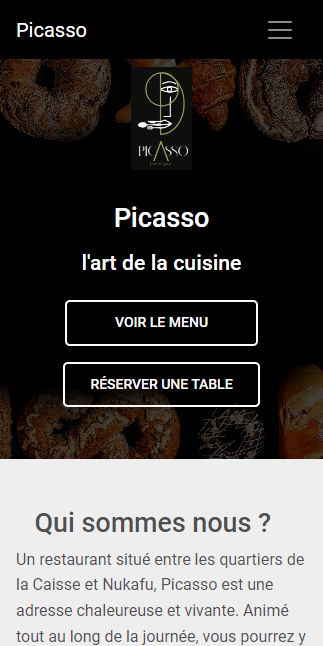 Picasso
PICASSO
Picasso
l'art de la cuisine
VOIR LE MENU
RÉSERVER UNE TABLE
Qui sommes nous ?
Un restaurant situé entre les quartiers de
la Caisse et Nukafu, Picasso est une
adresse chaleureuse et vivante. Animé
tout au long de la journée, vous pourrez y